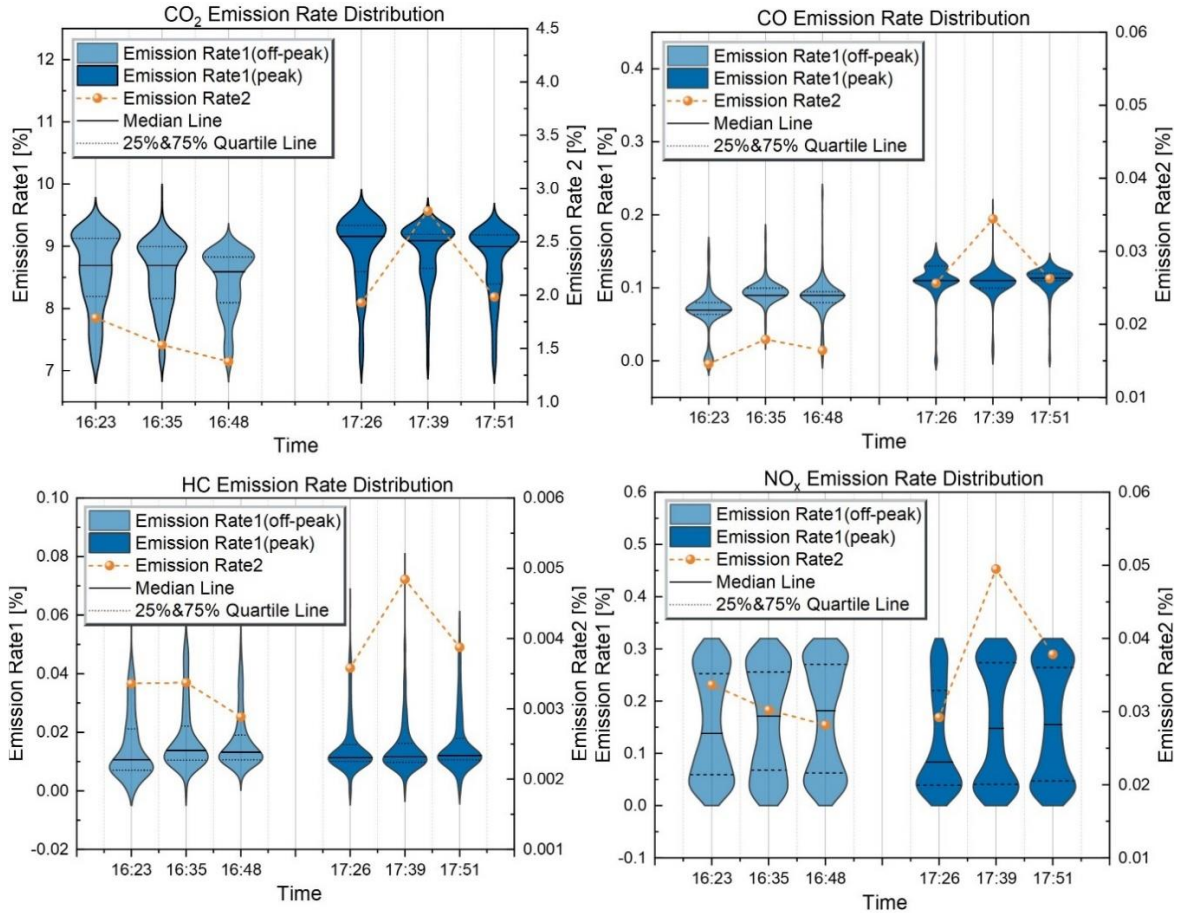 CO2 Emission Rate Distribution
Emission Rate1 [%]
12
11
10
9
8
7
Emission Rate1(off-peak)
Emission Rate1(peak)
Emission Rate2
Median Line
25%&75% Quartile Line
4.5
4.0
3.5
3.0
2.5
2.0
1.5
1.0
Emission Rate 2 [%]
16:23 16:35 16:48 17:26 17:39 17:51
Time
CO Emission Rate Distribution
Emission Rate1 [%]
0.4
0.3
0.2
0.1
0.0
Emission Rate1(off-peak)
Emission Rate1(peak)
Emission Rate2
Median Line
25%&75% Quartile Line
0.06
0.05
0.04
0.03
0.02
0.01
Emission Rate2 [%]
16:23 16:35 16:48 17:26 17:39 17:51
Time
HC Emission Rate Distribution
Emission Rate1 [%]
0.10
0.08
0.06
0.04
0.02
0.00
-0.02
Emission Rate1(off-peak)
Emission Rate1(peak)
Emission Rate2
Median Line
25%&75% Quartile Line
0.006
0.005
0.004
0.003
0.002
0.001
Emission Rate2 [%]
16:23 16:35 16:48 17:26 17:39 17:51
Time
NOx Emission Rate Distribution
Emission Rate1 [%]
0.6
0.5
0.4
0.3
0.2
0.1
0.0
-0.1
Emission Rate1(off-peak)
Emission Rate1(peak)
Emission Rate2
Median Line
25%&75% Quartile Line
0.06
0.05
0.04
0.03
0.02
0.01
Emission Rate2 [%]
16:23 16:35 16:48 17:26 17:39 17:51
Time